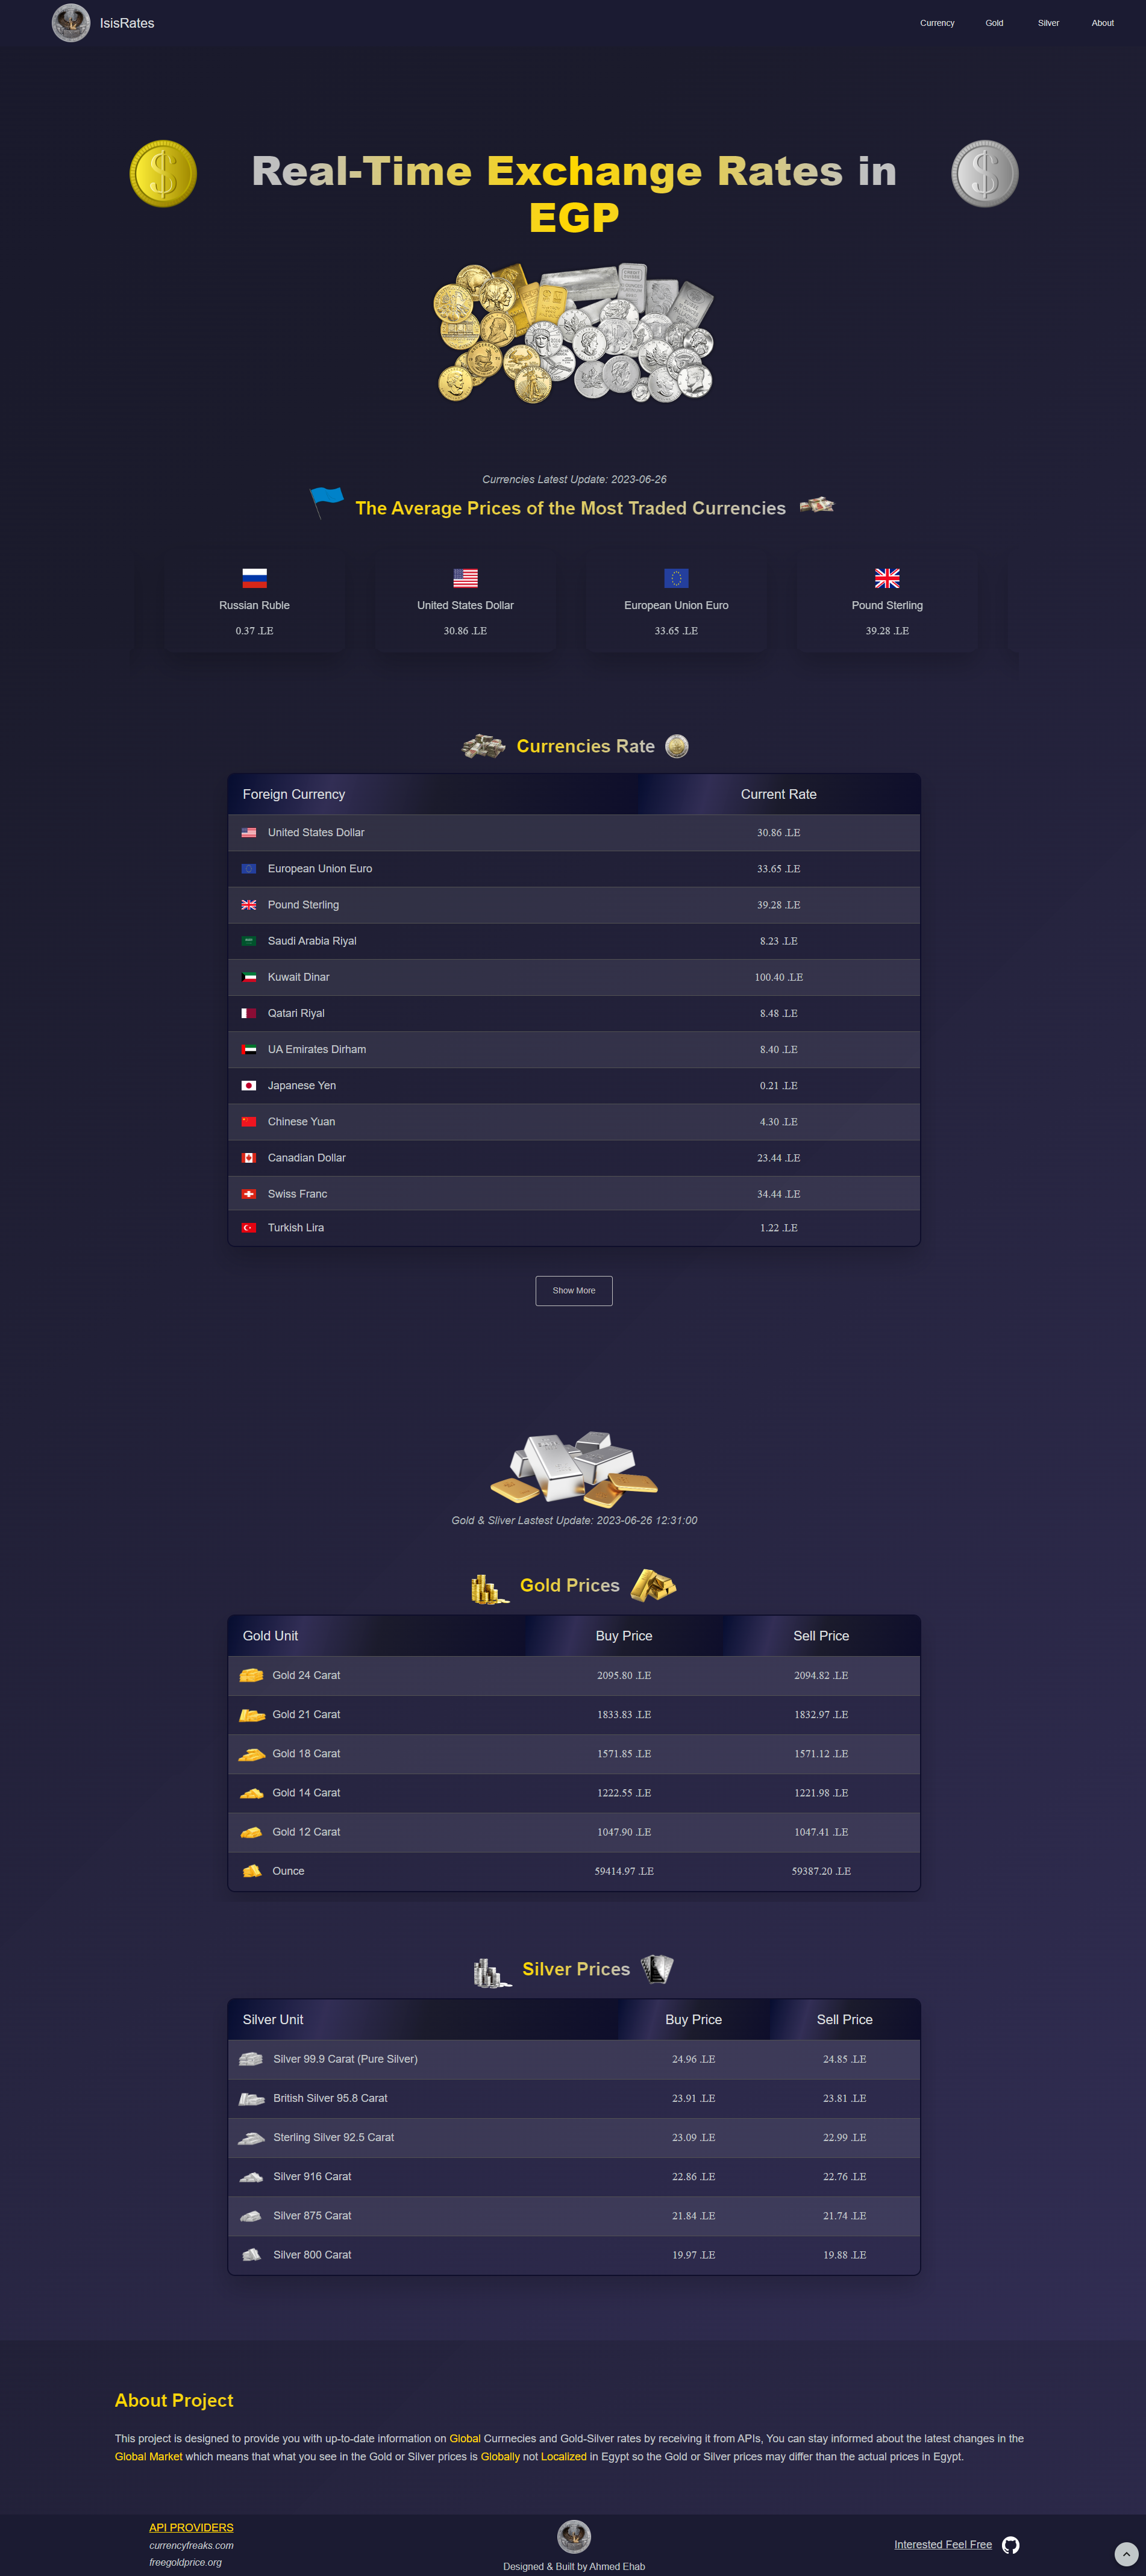 IsisRates
Currency Gold Silver About
Real-Time Exchange Rates in
EGP
Currencies Latest Update: 2023-06-26
The Average Prices of the Most Traded Currencies
Russian Ruble United States Dollar European Union Euro Pound Sterling
0.37 .LE 30.86 .LE 33.65 .LE 39.28 .LE
Currencies Rate
Foreign Currency Current Rate
United States Dollar 30.86 .LE
European Union Euro 33.65 .LE
Pound Sterling 39.28 .LE
Saudi Arabia Riyal 8.23 .LE
Kuwait Dinar 100.40 .LE
Qatari Riyal 8.48 .LE
UA Emirates Dirham 8.40 .LE
Japanese Yen 0.21 .LE
Chinese Yuan 4.30 .LE
Canadian Dollar 23.44 .LE
Swiss Franc 34.44 .LE
Turkish Lira 1.22 .LE
Show More
Gold & Sliver Lastest Update: 2023-06-26 12:31:00
Gold Prices
Gold Unit Buy Price Sell Price
Gold 24 Carat 2095.80 .LE 2094.82 .LE
Gold 21 Carat 1833.83 .LE 1832.97 .LE
Gold 18 Carat 1571.85 .LE 1571.12 .LE
Gold 14 Carat 1222.55 .LE 1221.98 .LE
Gold 12 Carat 1047.90 .LE 1047.41 .LE
Ounce 59414.97 .LE 59387.20 .LE
Silver Prices
Silver Unit Buy Price Sell Price
Silver 99.9 Carat (Pure Silver) 24.96 .LE 24.85 .LE
British Silver 95.8 Carat 23.91 .LE 23.81 .LE
Sterling Silver 92.5 Carat 23.09 .LE 22.99 .LE
Silver 916 Carat 22.86 .LE 22.76 .LE
Silver 875 Carat 21.84 .LE 21.74 .LE
Silver 800 Carat 19.97 .LE 19.88 .LE
About Project
This project is designed to provide you with up-to-date information on Global Currnecies and Gold-Silver rates by receiving it from APIs, You can stay informed about the latest changes in the
Global Market which means that what you see in the Gold or Silver prices is Globally not Localized in Egypt so the Gold or Silver prices may differ than the actual prices in Egypt.
API PROVIDERS
currencyfreaks.com
freegoldprice.org
Designed & Built by Ahmed Ehab
Interested Feel Free